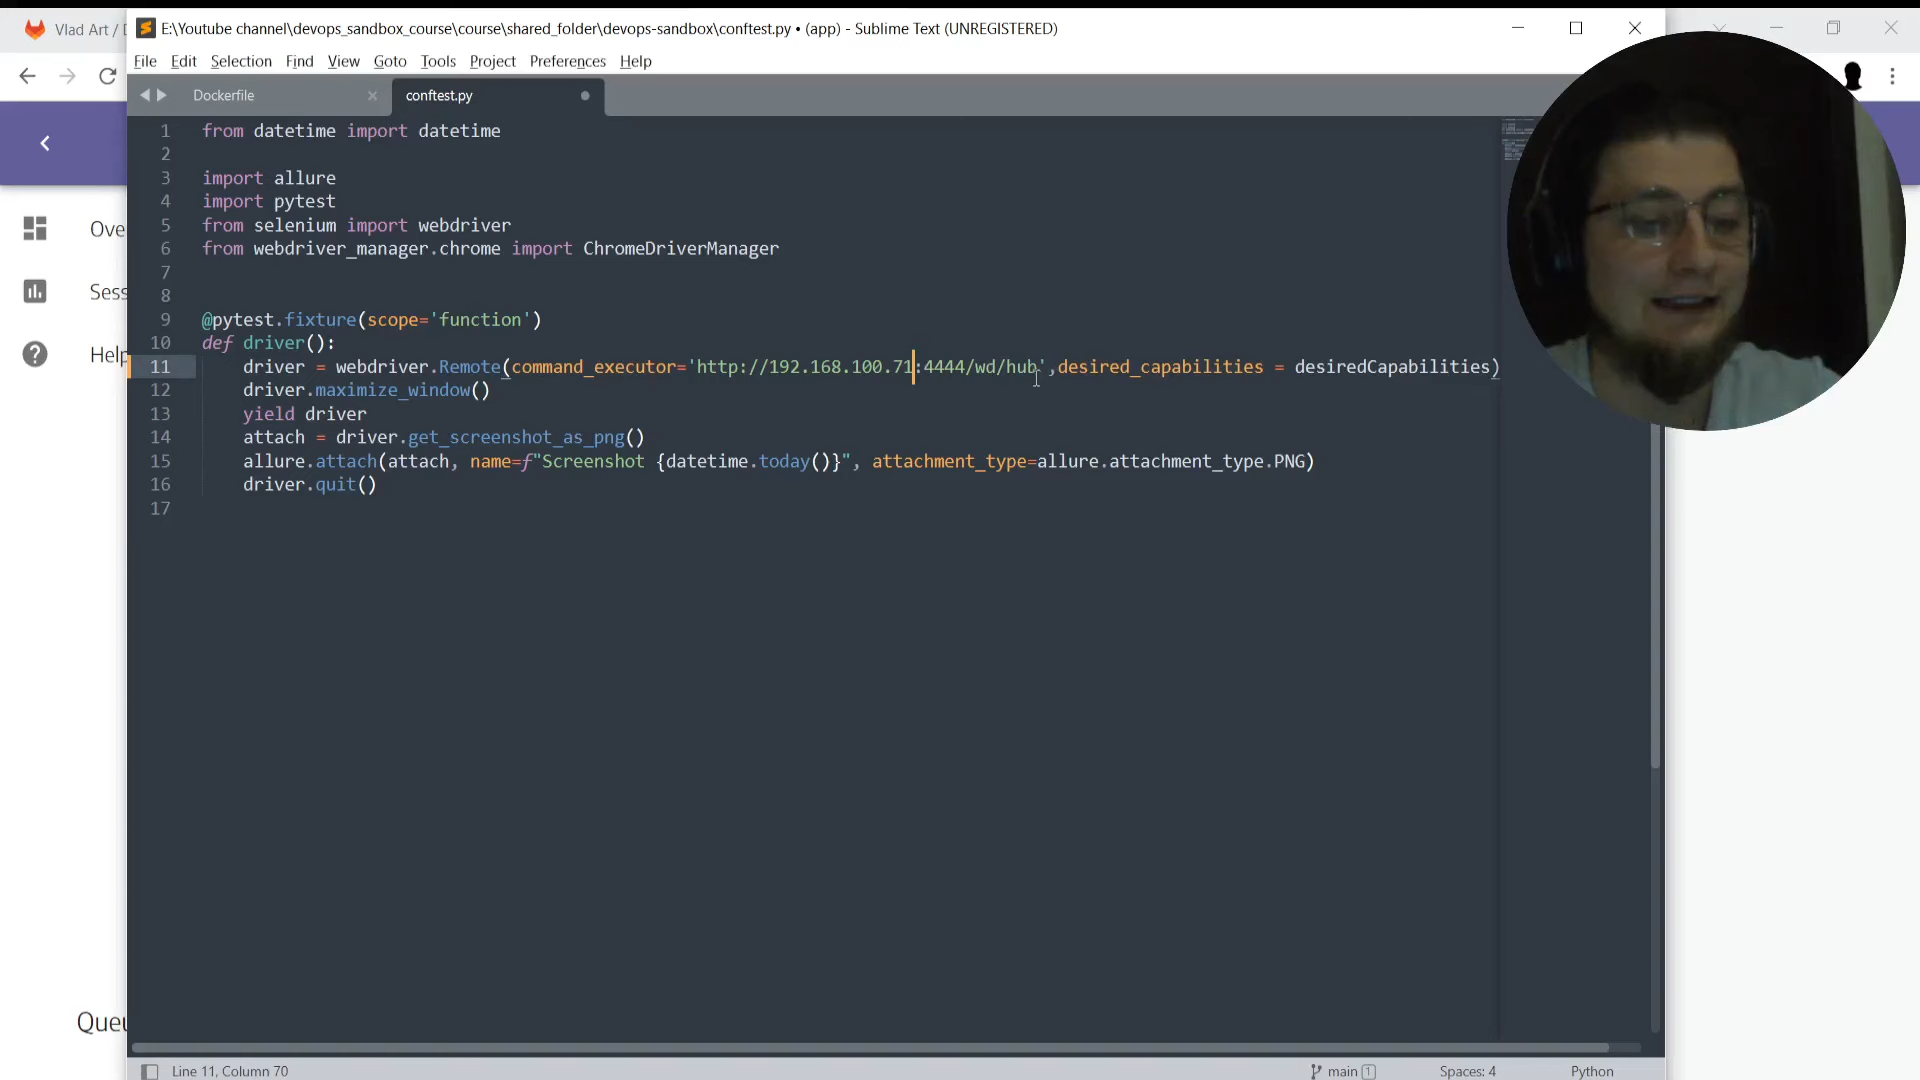 Vlad Art / D
E:\Youtube channel\devops_sandbox_course\course\shared_folder\devops-sandbox\conftest.py • (app) - Sublime Text (UNREGISTERED)
File Edit Selection Find View Goto Tools Project Preferences Help
Dockerfile
conftest.py
1 from datetime import datetime
2
3 import allure
4 import pytest
5 from selenium import webdriver
6 from webdriver_manager.chrome import ChromeDriverManager
7
8
9 @pytest.fixture(scope='function')
10 def driver():
11 driver = webdriver.Remote(command_executor='http://192.168.100.71:4444/wd/hub',desired_capabilities = desiredCapabilities)
12 driver.maximize_window()
13 yield driver
14 attach = driver.get_screenshot_as_png()
15 allure.attach(attach, name=f"Screenshot {datetime.today()}", attachment_type=allure.attachment_type.PNG)
16 driver.quit()
17
Ove
Sess
Help
Queu
Line 11, Column 70
main 1
Spaces: 4
Python